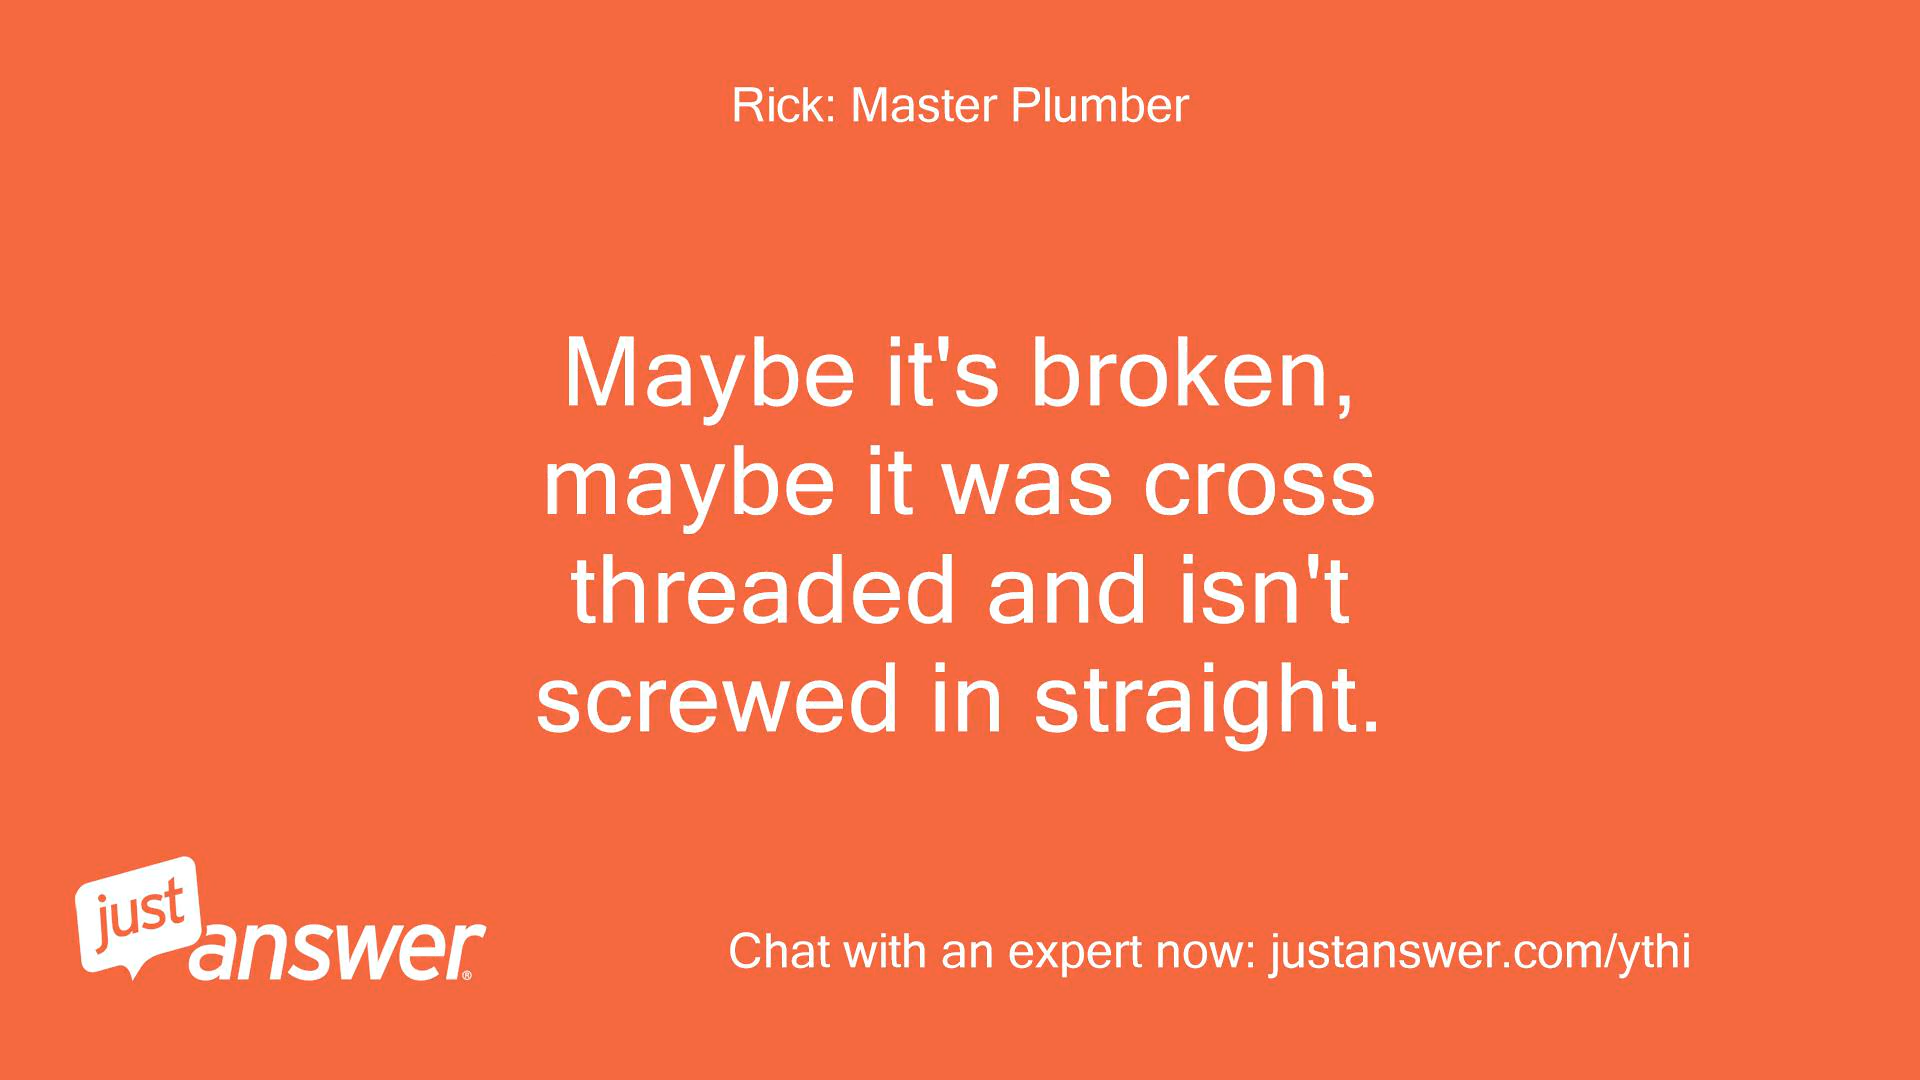 Rick: Master Plumber
Maybe it's broken,
maybe it was cross
threaded and isn't
screwed in straight.
just
answer®
Chat with an expert now: justanswer.com/ythi